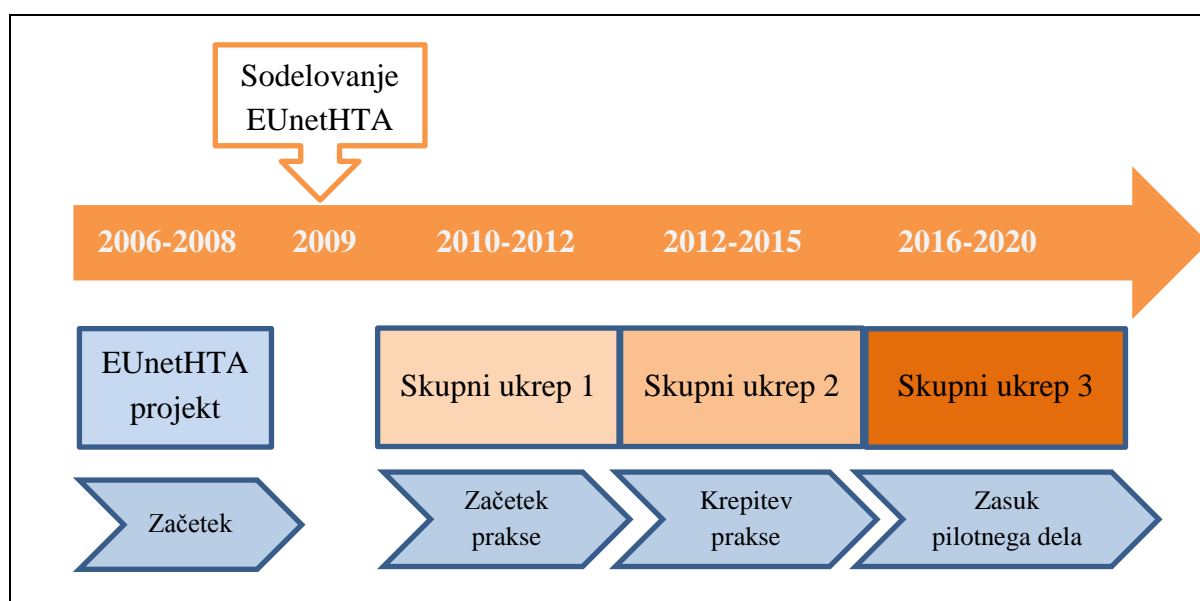 Sodelovanje
EUnetHTA
2006-2008
2009
2010-2012
2012-2015
2016-2020
EUnetHTA
projekt
Skupni ukrep 1
Skupni ukrep 2
Skupni ukrep 3
Začetek
Začetek
prakse
Krepitev
prakse
Zasuk
pilotnega dela